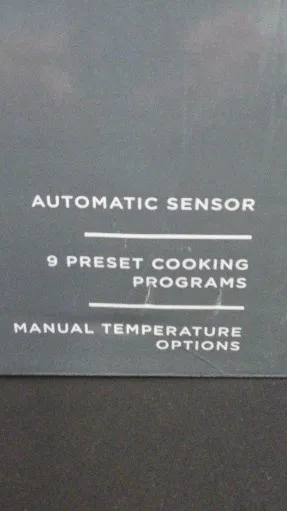 AUTOMATIC SENSOR
9 PRESET COOKING
PROGRAMS
MANUAL TEMPERATURE
OPTIONS